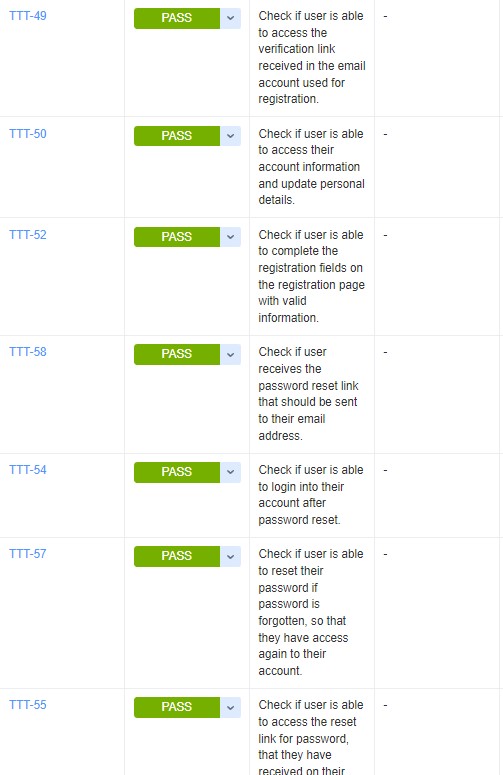 TTT-49
PASS
Check if user is able
to access the
verification link
received in the email
account used for
registration.
-
TTT-50
PASS
Check if user is able
to access their
account information
and update personal
details.
-
TTT-52
PASS
Check if user is able
to complete the
registration fields on
the registration page
with valid
information.
-
TTT-58
PASS
Check if user
receives the
password reset link
that should be sent
to their email
address.
-
TTT-54
PASS
Check if user is able
to login into their
account after
password reset.
-
TTT-57
PASS
Check if user is able
to reset their
password if
password is
forgotten, so that
they have access
again to their
account.
-
TTT-55
PASS
Check if user is able
to access the reset
link for password,
that they have
received on their
-